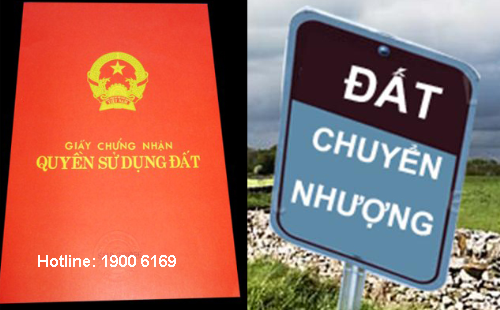 GIẤY CHỨNG NHẬN
QUYỀN SỬ DỤNG ĐẤT
Hotline: 1900 6169
ĐẤT
CHUYỂN
NHƯỢNG